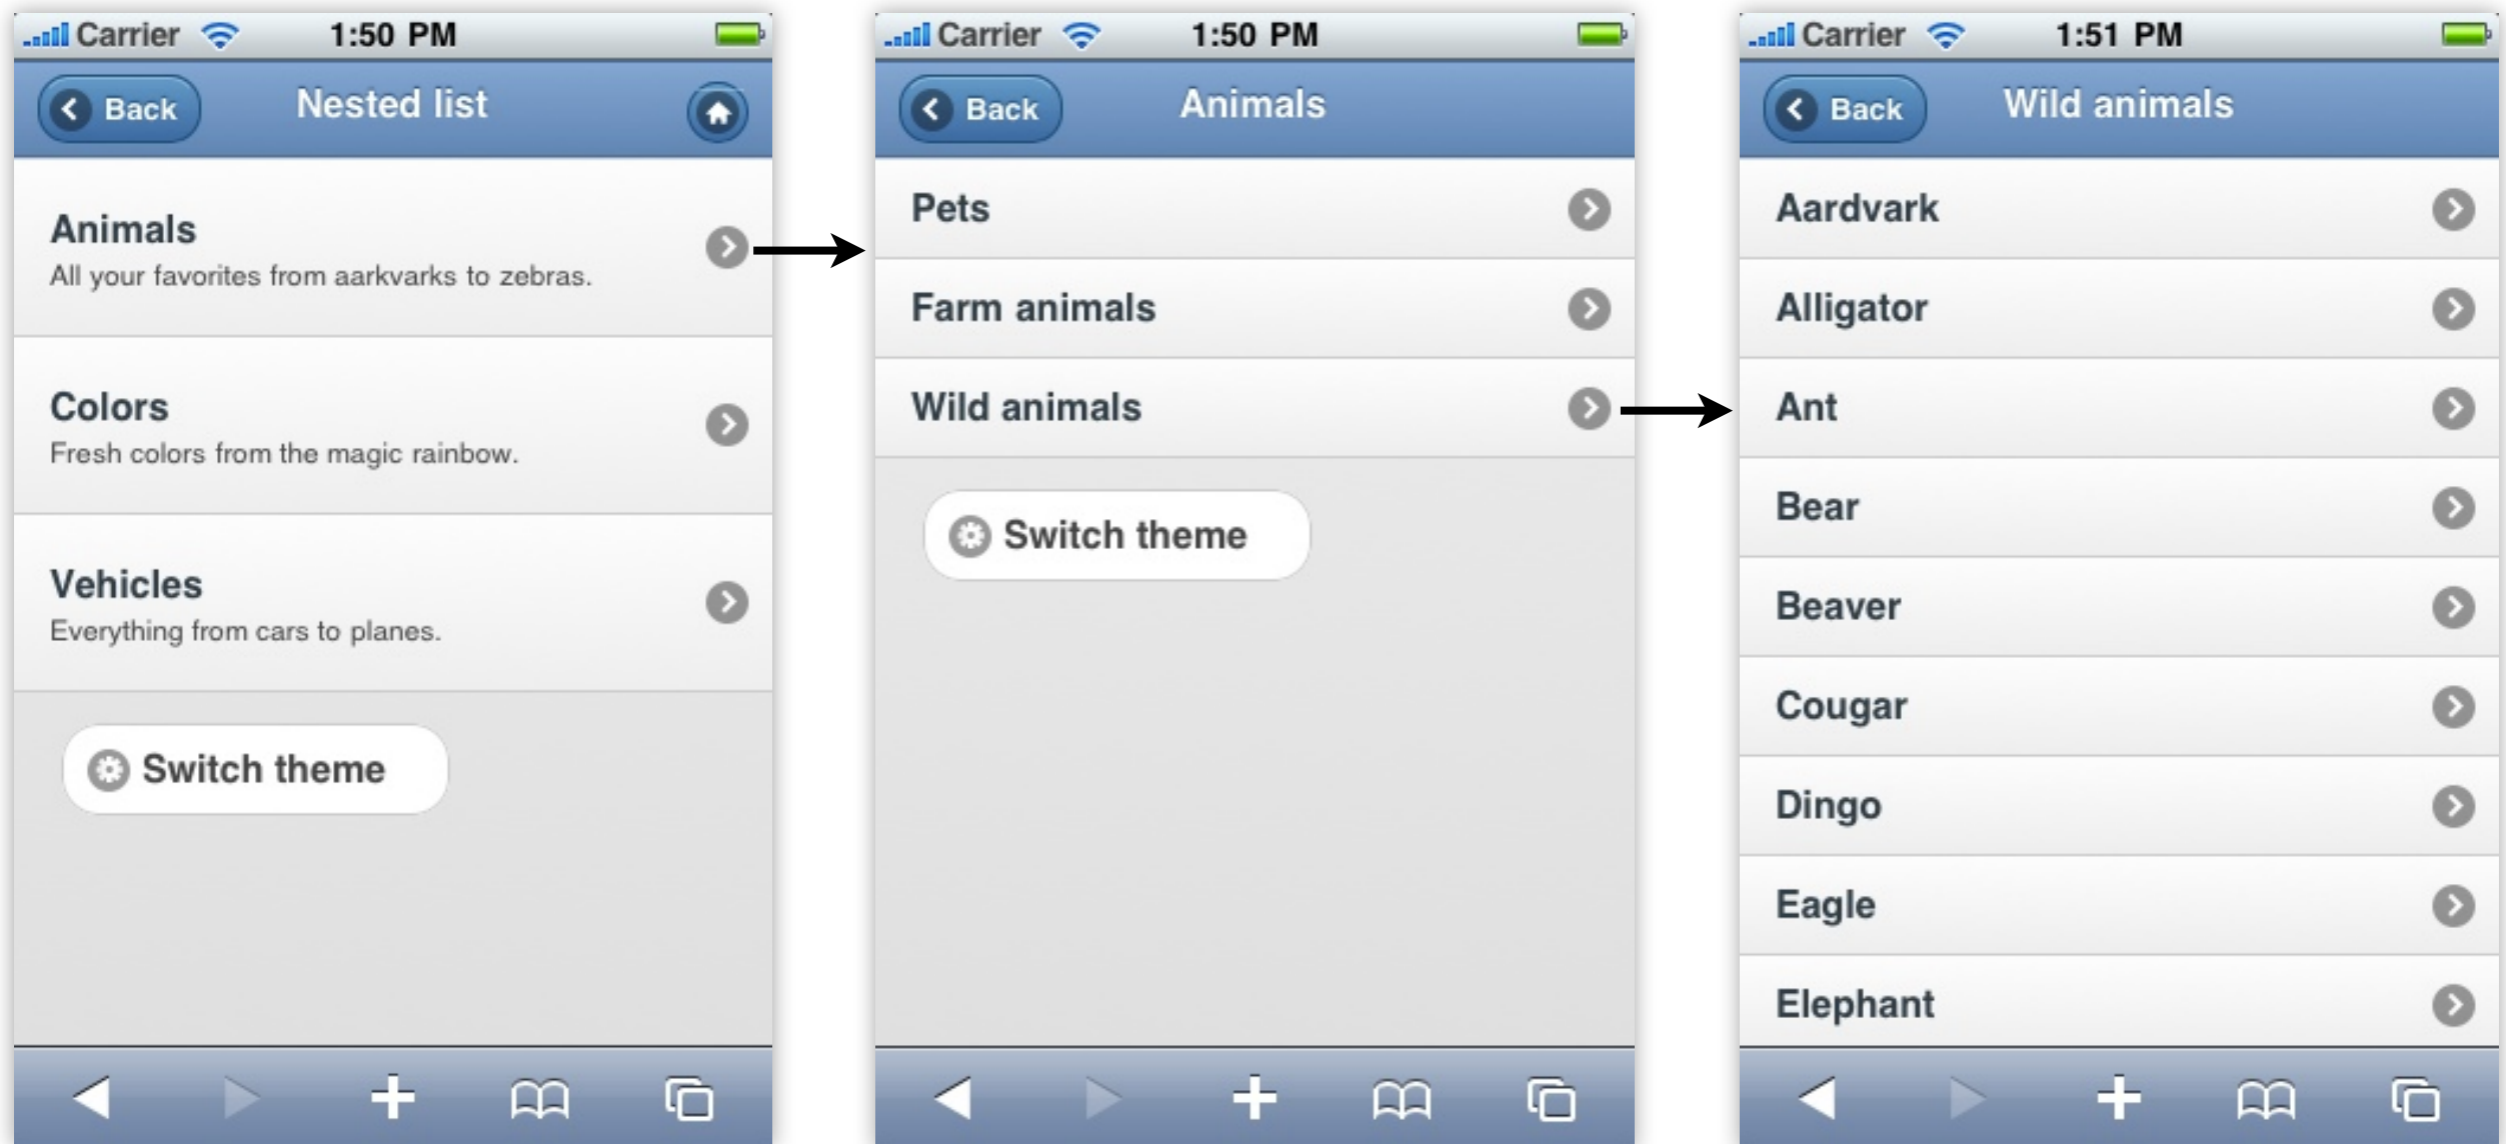 Carrier 1:50 PM
Back Nested list
Animals
All your favorites from aarkvarks to zebras.
Colors
Fresh colors from the magic rainbow.
Vehicles
Everything from cars to planes.
Switch theme
Carrier 1:50 PM
Back Animals
Pets
Farm animals
Wild animals
Switch theme
Carrier 1:51 PM
Back Wild animals
Aardvark
Alligator
Ant
Bear
Beaver
Cougar
Dingo
Eagle
Elephant